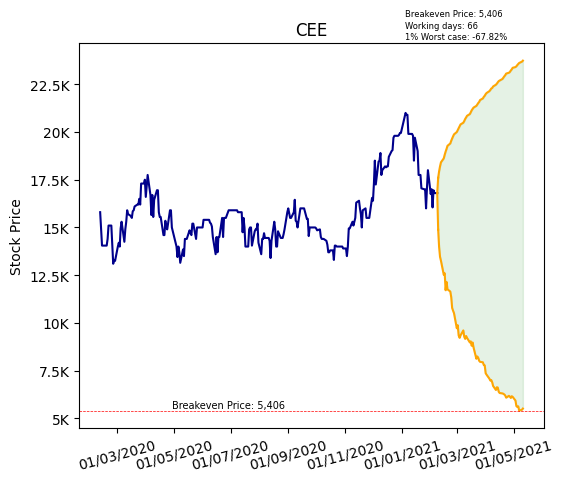 Breakeven Price: 5,406
Working days: 66
1% Worst case: -67.82%
CEE
Stock Price
22.5K
20K
17.5K
15K
12.5K
10K
7.5K
5K
Breakeven Price: 5,406
01/03/2020 01/05/2020 01/07/2020 01/09/2020 01/11/2020 01/01/2021 01/03/2021 01/05/2021